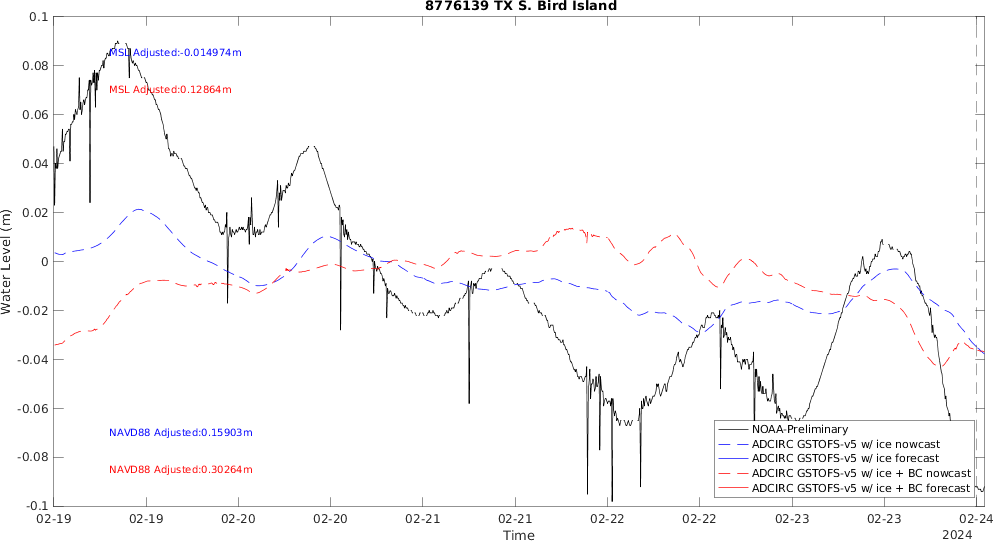 8776139 TX S. Bird Island
0.1
MSL Adjusted:-0.014974m
0.08
MSL Adjusted:0.12864m
0.06
0.04
0.02
0
Water Level (m)
-0.02
-0.04
-0.06
NAVD88 Adjusted:0.15903m
NOAA-Preliminary
ADCIRC GSTOFS-v5 w/ ice nowcast
ADCIRC GSTOFS-v5 w/ ice forecast
ADCIRC GSTOFS-v5 w/ ice + BC nowcast
ADCIRC GSTOFS-v5 w/ ice + BC forecast
-0.08
NAVD88 Adjusted:0.30264m
-0.1
02-19 02-19 02-20 02-20 02-21 02-21 02-22 02-22 02-23 02-23 02-24
Time
2024